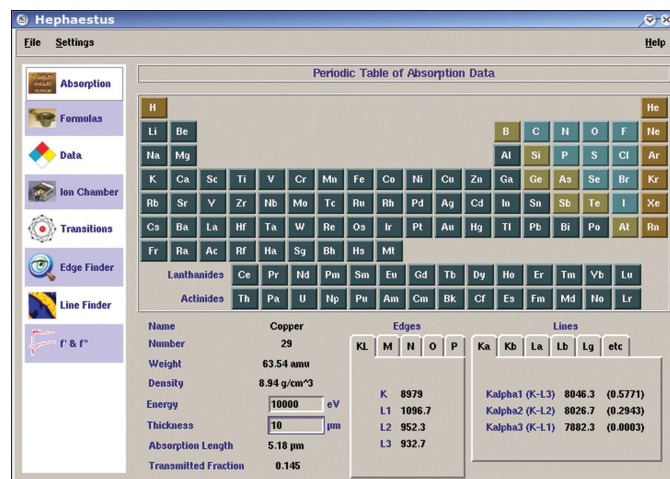 Hephaestus
File Settings Help
Absorption
Formulas
Data
Ion Chamber
Transitions
Edge Finder
Line Finder
f' & f"
Periodic Table of Absorption Data
H He
Li Be B C N O F Ne
Na Mg Al Si P S Cl Ar
K Ca Sc Ti V Cr Mn Fe Co Ni Cu Zn Ga Ge As Se Br Kr
Rb Sr Y Zr Nb Mo Tc Ru Rh Pd Ag Cd In Sn Sb Te I Xe
Cs Ba La Hf Ta W Re Os Ir Pt Au Hg Tl Pb Bi Po At Rn
Fr Ra Ac Rf Ha Sg Bh Hs Mt
Lanthanides Ce Pr Nd Pm Sm Eu Gd Tb Dy Ho Er Tm Yb Lu
Actinides Th Pa U Np Pu Am Cm Bk Cf Es Fm Md No Lr
Name Copper
Number 29
Weight 63.54 amu
Density 8.94 g/cm^3
Energy 10000 eV
Thickness 10 µm
Absorption Length 5.18 µm
Transmitted Fraction 0.145
Edges
KL M N O P
K 8979
L1 1096.7
L2 952.3
L3 932.7
Lines
Ka Kb La Lb Lg etc
Kalpha1 (K-L3) 8046.3 (0.5771)
Kalpha2 (K-L2) 8026.7 (0.2943)
Kalpha3 (K-L1) 7882.3 (0.0003)